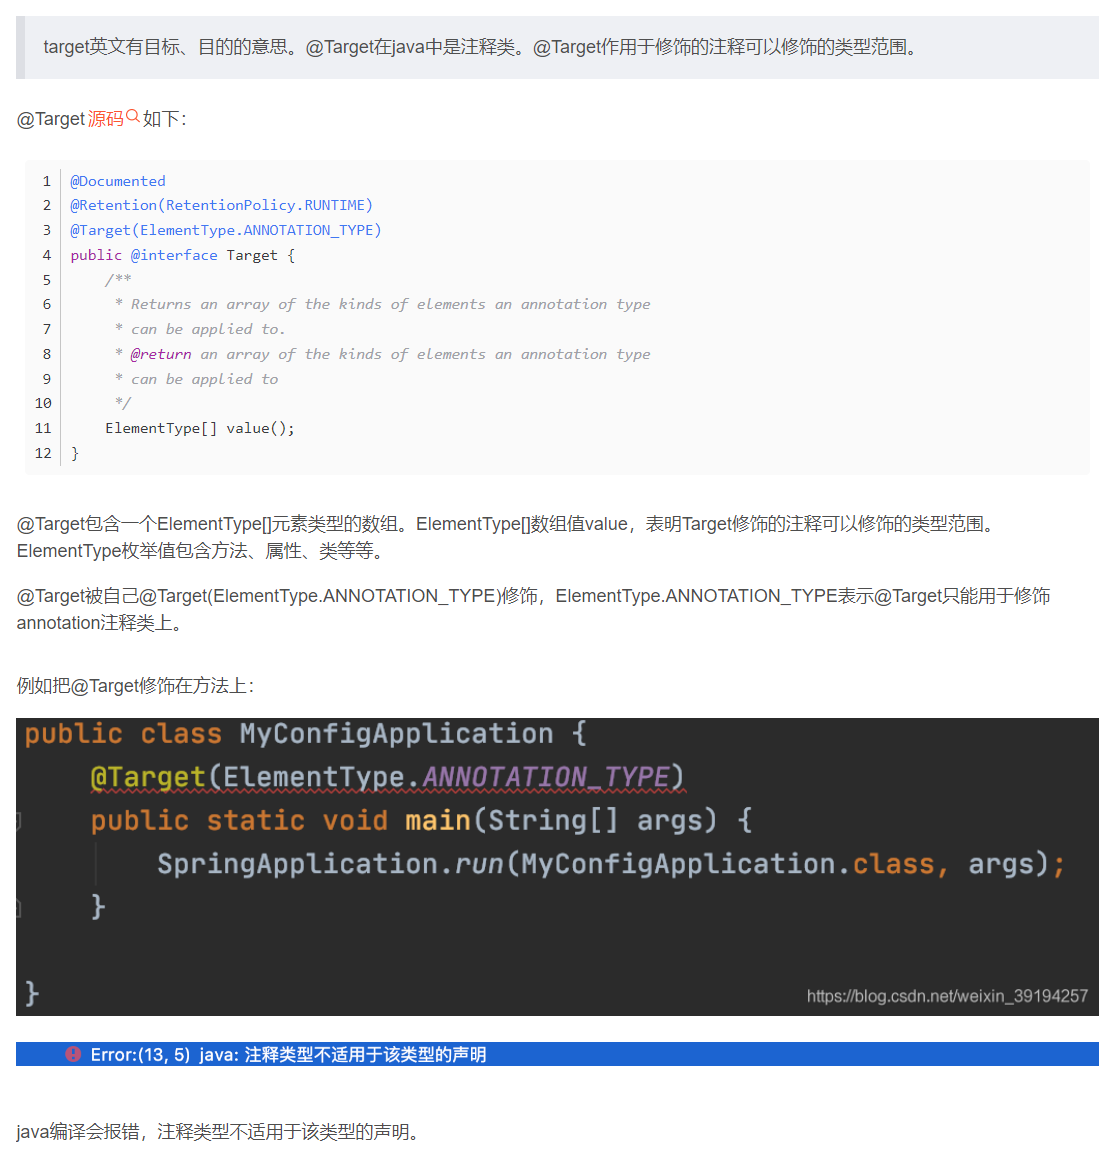 target英文有目标、目的的意思。@Target在java中是注释类。@Target作用于修饰的注释可以修饰的类型范围。
@Target源码如下：
1 @Documented
2 @Retention(RetentionPolicy.RUNTIME)
3 @Target(ElementType.ANNOTATION_TYPE)
4 public @interface Target {
5     /**
6      * Returns an array of the kinds of elements an annotation type
7      * can be applied to.
8      * @return an array of the kinds of elements an annotation type
9      * can be applied to
10      */
11     ElementType[] value();
12 }
@Target包含一个ElementType[]元素类型的数组。ElementType[]数组值value，表明Target修饰的注释可以修饰的类型范围。
ElementType枚举值包含方法、属性、类等等。
@Target被自己@Target(ElementType.ANNOTATION_TYPE)修饰，ElementType.ANNOTATION_TYPE表示@Target只能用于修饰
annotation注释类上。
例如把@Target修饰在方法上：
public class MyConfigApplication {
@Target(ElementType.ANNOTATION_TYPE)
public static void main(String[] args) {
SpringApplication.run(MyConfigApplication.class, args);
}
}
https://blog.csdn.net/weixin_39194257
Error:(13, 5) java: 注释类型不适用于该类型的声明
java编译会报错，注释类型不适用于该类型的声明。